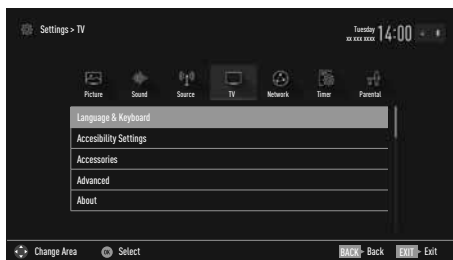 Settings > TV
Tuesday
xx xxx xxxx
14:00
Picture Sound Source TV Network Timer Parental
Language & Keyboard
Accesibility Settings
Accessories
Advanced
About
Change Area OK Select BACK Back EXIT Exit